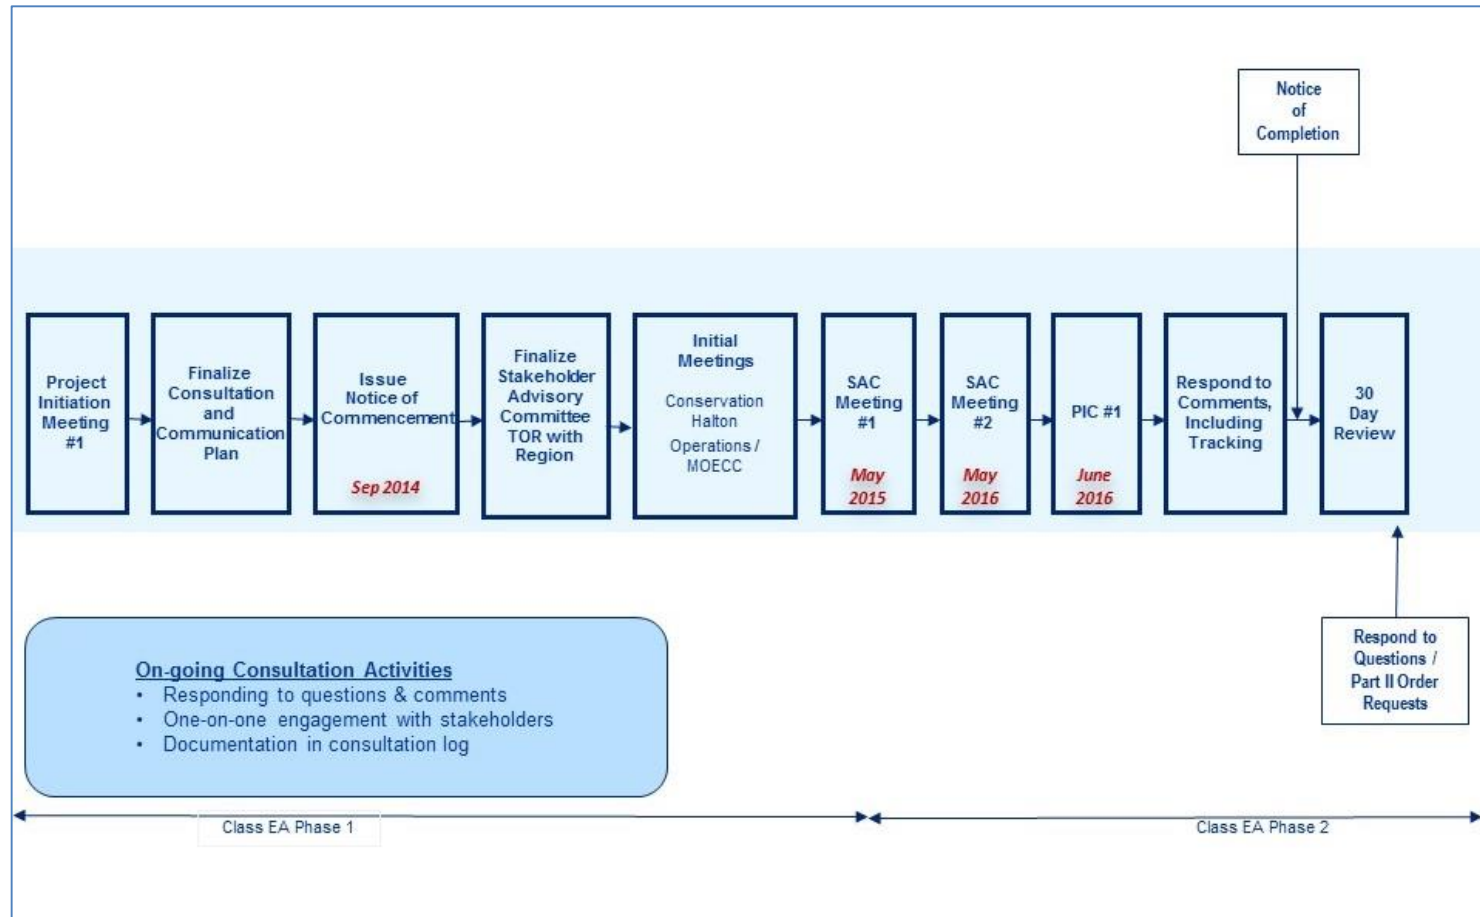 Notice
of
Completion
Project
Initiation
Meeting
#1
Finalize
Consultation
and
Communication
Plan
Issue
Notice of
Commencement
Sep 2014
Finalize
Stakeholder
Advisory
Committee
TOR with
Region
Initial
Meetings
Conservation
Halton
Operations /
MOECC
SAC
Meeting
#1
May
2015
SAC
Meeting
#2
May
2016
PIC #1
June
2016
Respond to
Comments,
Including
Tracking
30
Day
Review
Respond to
Questions /
Part II Order
Requests
On-going Consultation Activities
• Responding to questions & comments
• One-on-one engagement with stakeholders
• Documentation in consultation log
Class EA Phase 1
Class EA Phase 2